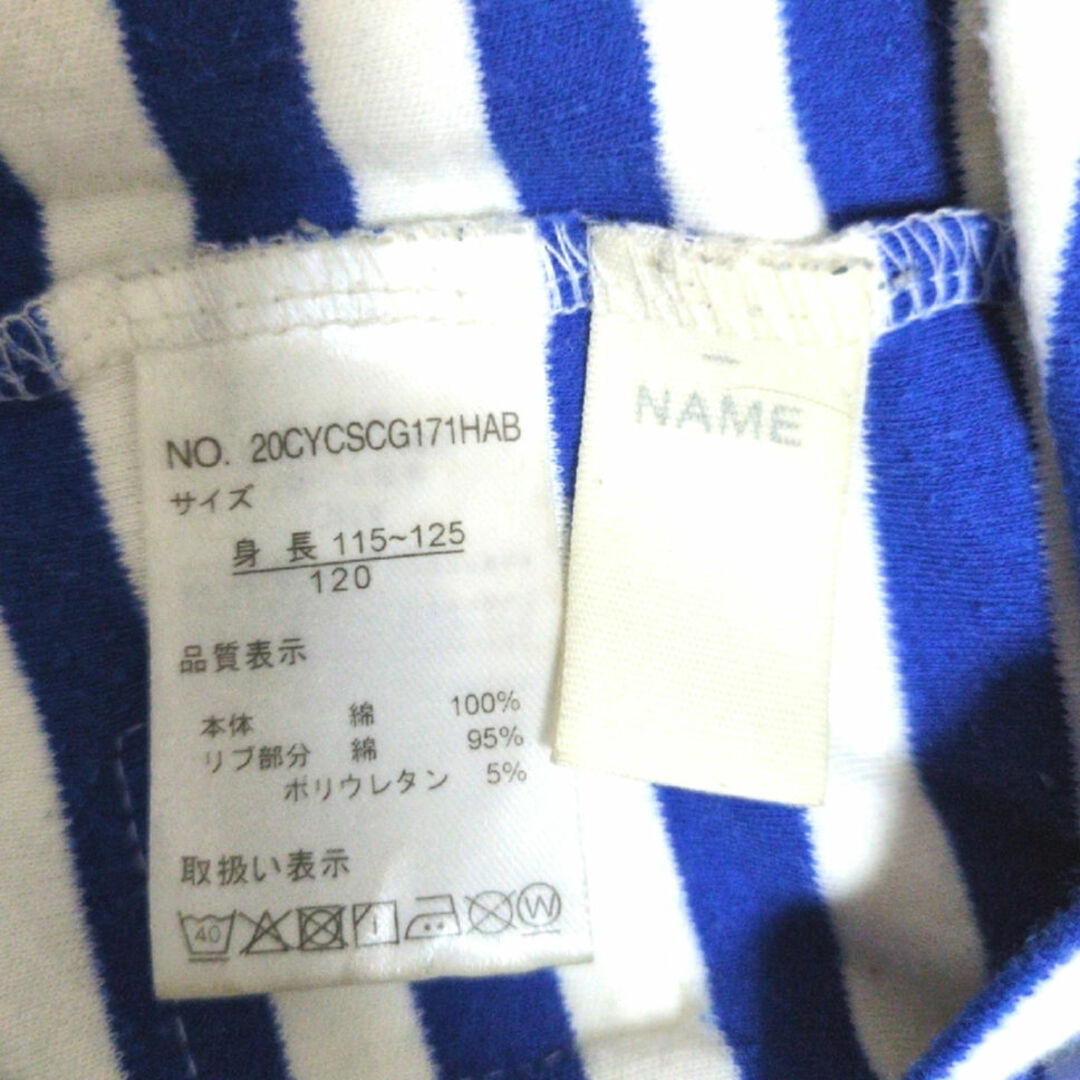 NO. 20CYCSCG171HAB
サイズ
身 長 115~125
120
品質表示
本体 綿 100%
リブ部分 綿 95%
ポリウレタン 5%
取扱い表示
40
W
NAME